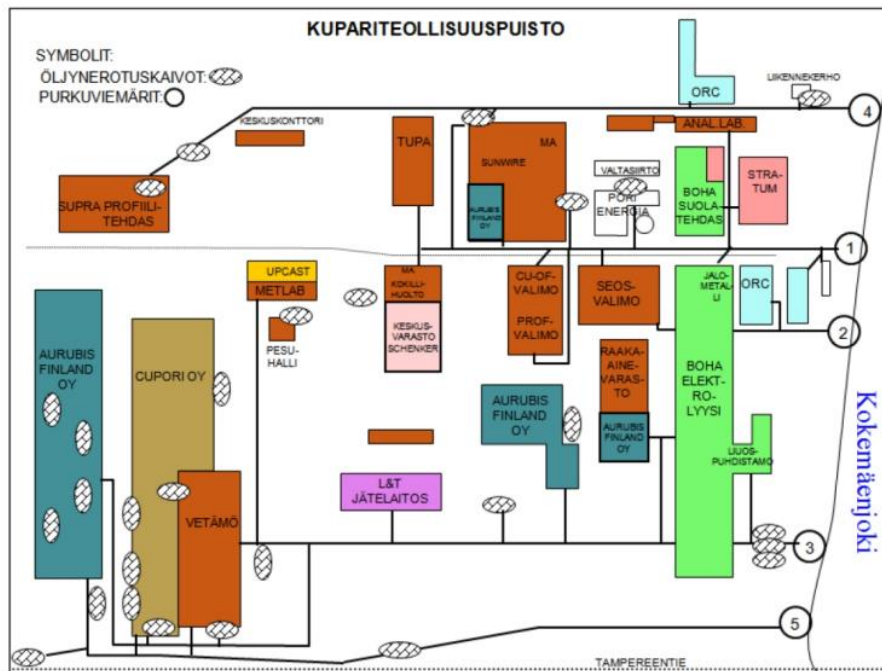 KUPARITEOLLISUUSPUISTO
SYMBOLIT:
ÖLJYNEROTUSKAIVOT:
PURKUVIEMÄRIT:
ORC
LIIKENNEKERHO
4
KESKUSKONTTORI
TUPA
MA
SUNWIRE
ANAL.LAB.
SUPRA PROFIILI-
TEHDAS
AURUBIS
FINLAND
OY
VALTASIIRTO
PORI
ENERGIA
BOHA
SUOLA-
TEHDAS
STRA-
TUM
1
UPCAST
METLAB
MA
KOKILLI-
HUOLTO
CU-OF-
VALIMO
PROF-
VALIMO
SEOS-
VALIMO
JALO-
METAL-
LI
ORC
2
PESU-
HALLI
KESKUS-
VARASTO
SCHENKER
AURUBIS
FINLAND
OY
CUPORI OY
RAAKA-
AINE-
VARAS-
TO
BOHA
ELEKT-
RO-
LYYSI
AURUBIS
FINLAND
OY
AURUBIS
FINLAND
OY
LIUOS-
PUHDISTAMO
Kokemäenjoki
L&T
JÄTELAITOS
VETÄMÖ
3
5
TAMPEREENTIE